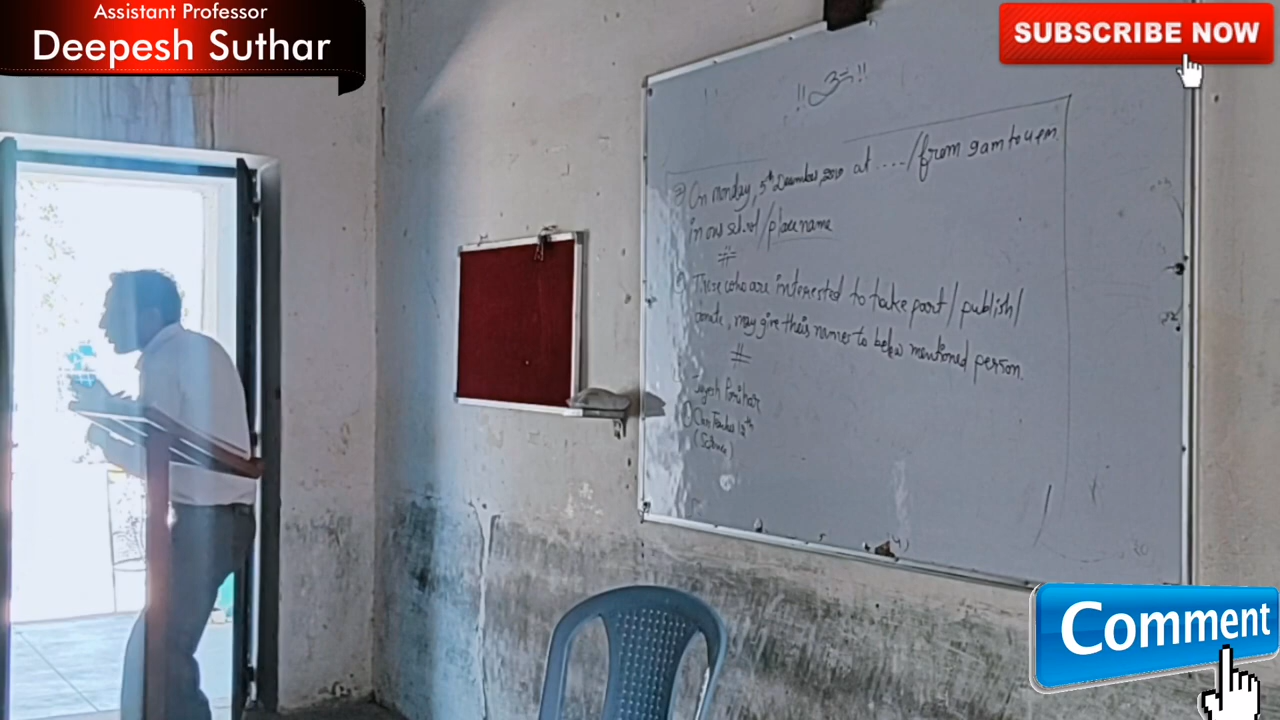 Assistant Professor
Deepesh Suthar
SUBSCRIBE NOW
!! ॐ !!
On Monday, 5th December, at .... / from 9am to 4pm.
in our school / place name
Those who are interested to take part / publish /
donate, may give their names to below mentioned person.
Comment